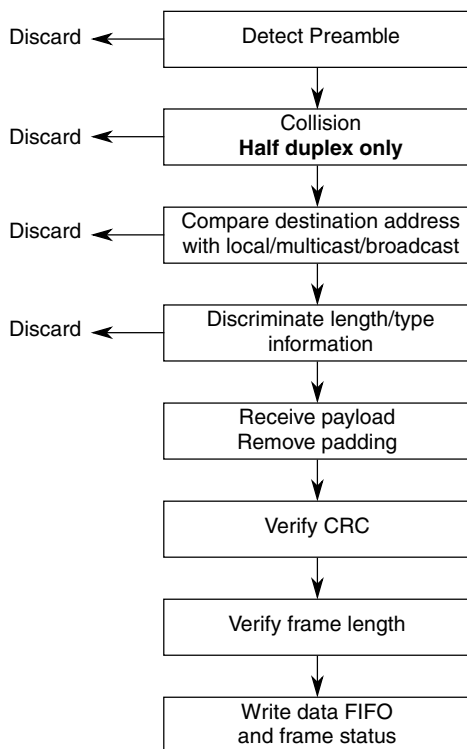 Discard
Detect Preamble
Discard
Collision
Half duplex only
Discard
Compare destination address
with local/multicast/broadcast
Discard
Discriminate length/type
information
Receive payload
Remove padding
Verify CRC
Verify frame length
Write data FIFO
and frame status